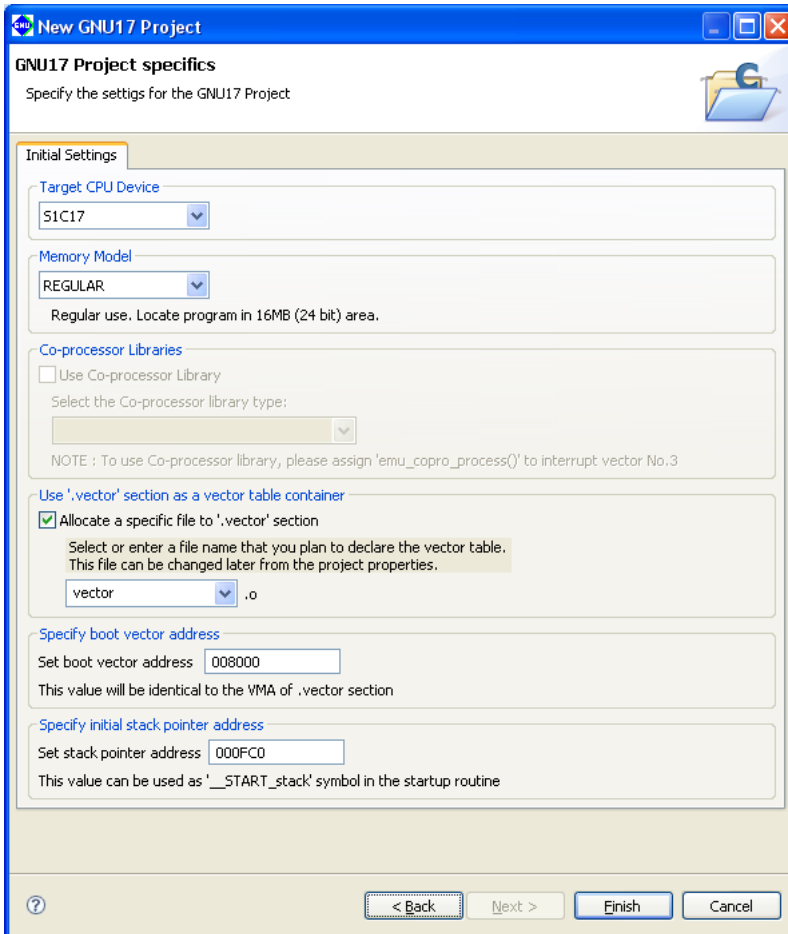 GNU
New GNU17 Project
GNU17 Project specifics
Specify the settigs for the GNU17 Project
C
Initial Settings
Target CPU Device
S1C17
Memory Model
REGULAR
Regular use. Locate program in 16MB (24 bit) area.
Co-processor Libraries
Use Co-processor Library
Select the Co-processor library type:
NOTE : To use Co-processor library, please assign 'emu_copro_process()' to interrupt vector No.3
Use '.vector' section as a vector table container
Allocate a specific file to '.vector' section
Select or enter a file name that you plan to declare the vector table.
This file can be changed later from the project properties.
vector .o
Specify boot vector address
Set boot vector address 008000
This value will be identical to the VMA of .vector section
Specify initial stack pointer address
Set stack pointer address 000FC0
This value can be used as '__START_stack' symbol in the startup routine
? < Back Next > Finish Cancel